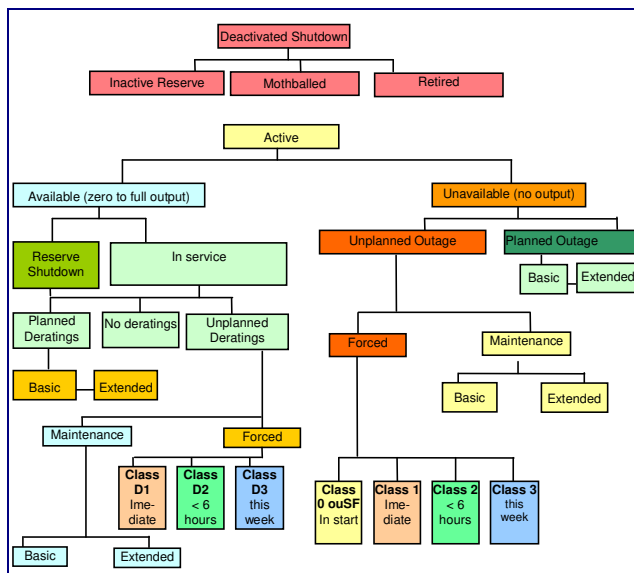 Deactivated Shutdown
Inactive Reserve
Mothballed
Retired
Active
Available (zero to full output)
Unavailable (no output)
Unplanned Outage
Planned Outage
Reserve
Shutdown
In service
Basic
Extended
Planned
Deratings
No deratings
Unplanned
Deratings
Forced
Maintenance
Basic
Extended
Basic
Extended
Maintenance
Forced
Class
D1
Ime-
diate
Class
D2
< 6
hours
Class
D3
this
week
Class
0 ouSF
In start
Class 1
Ime-
diate
Class 2
< 6
hours
Class 3
this
week
Basic
Extended